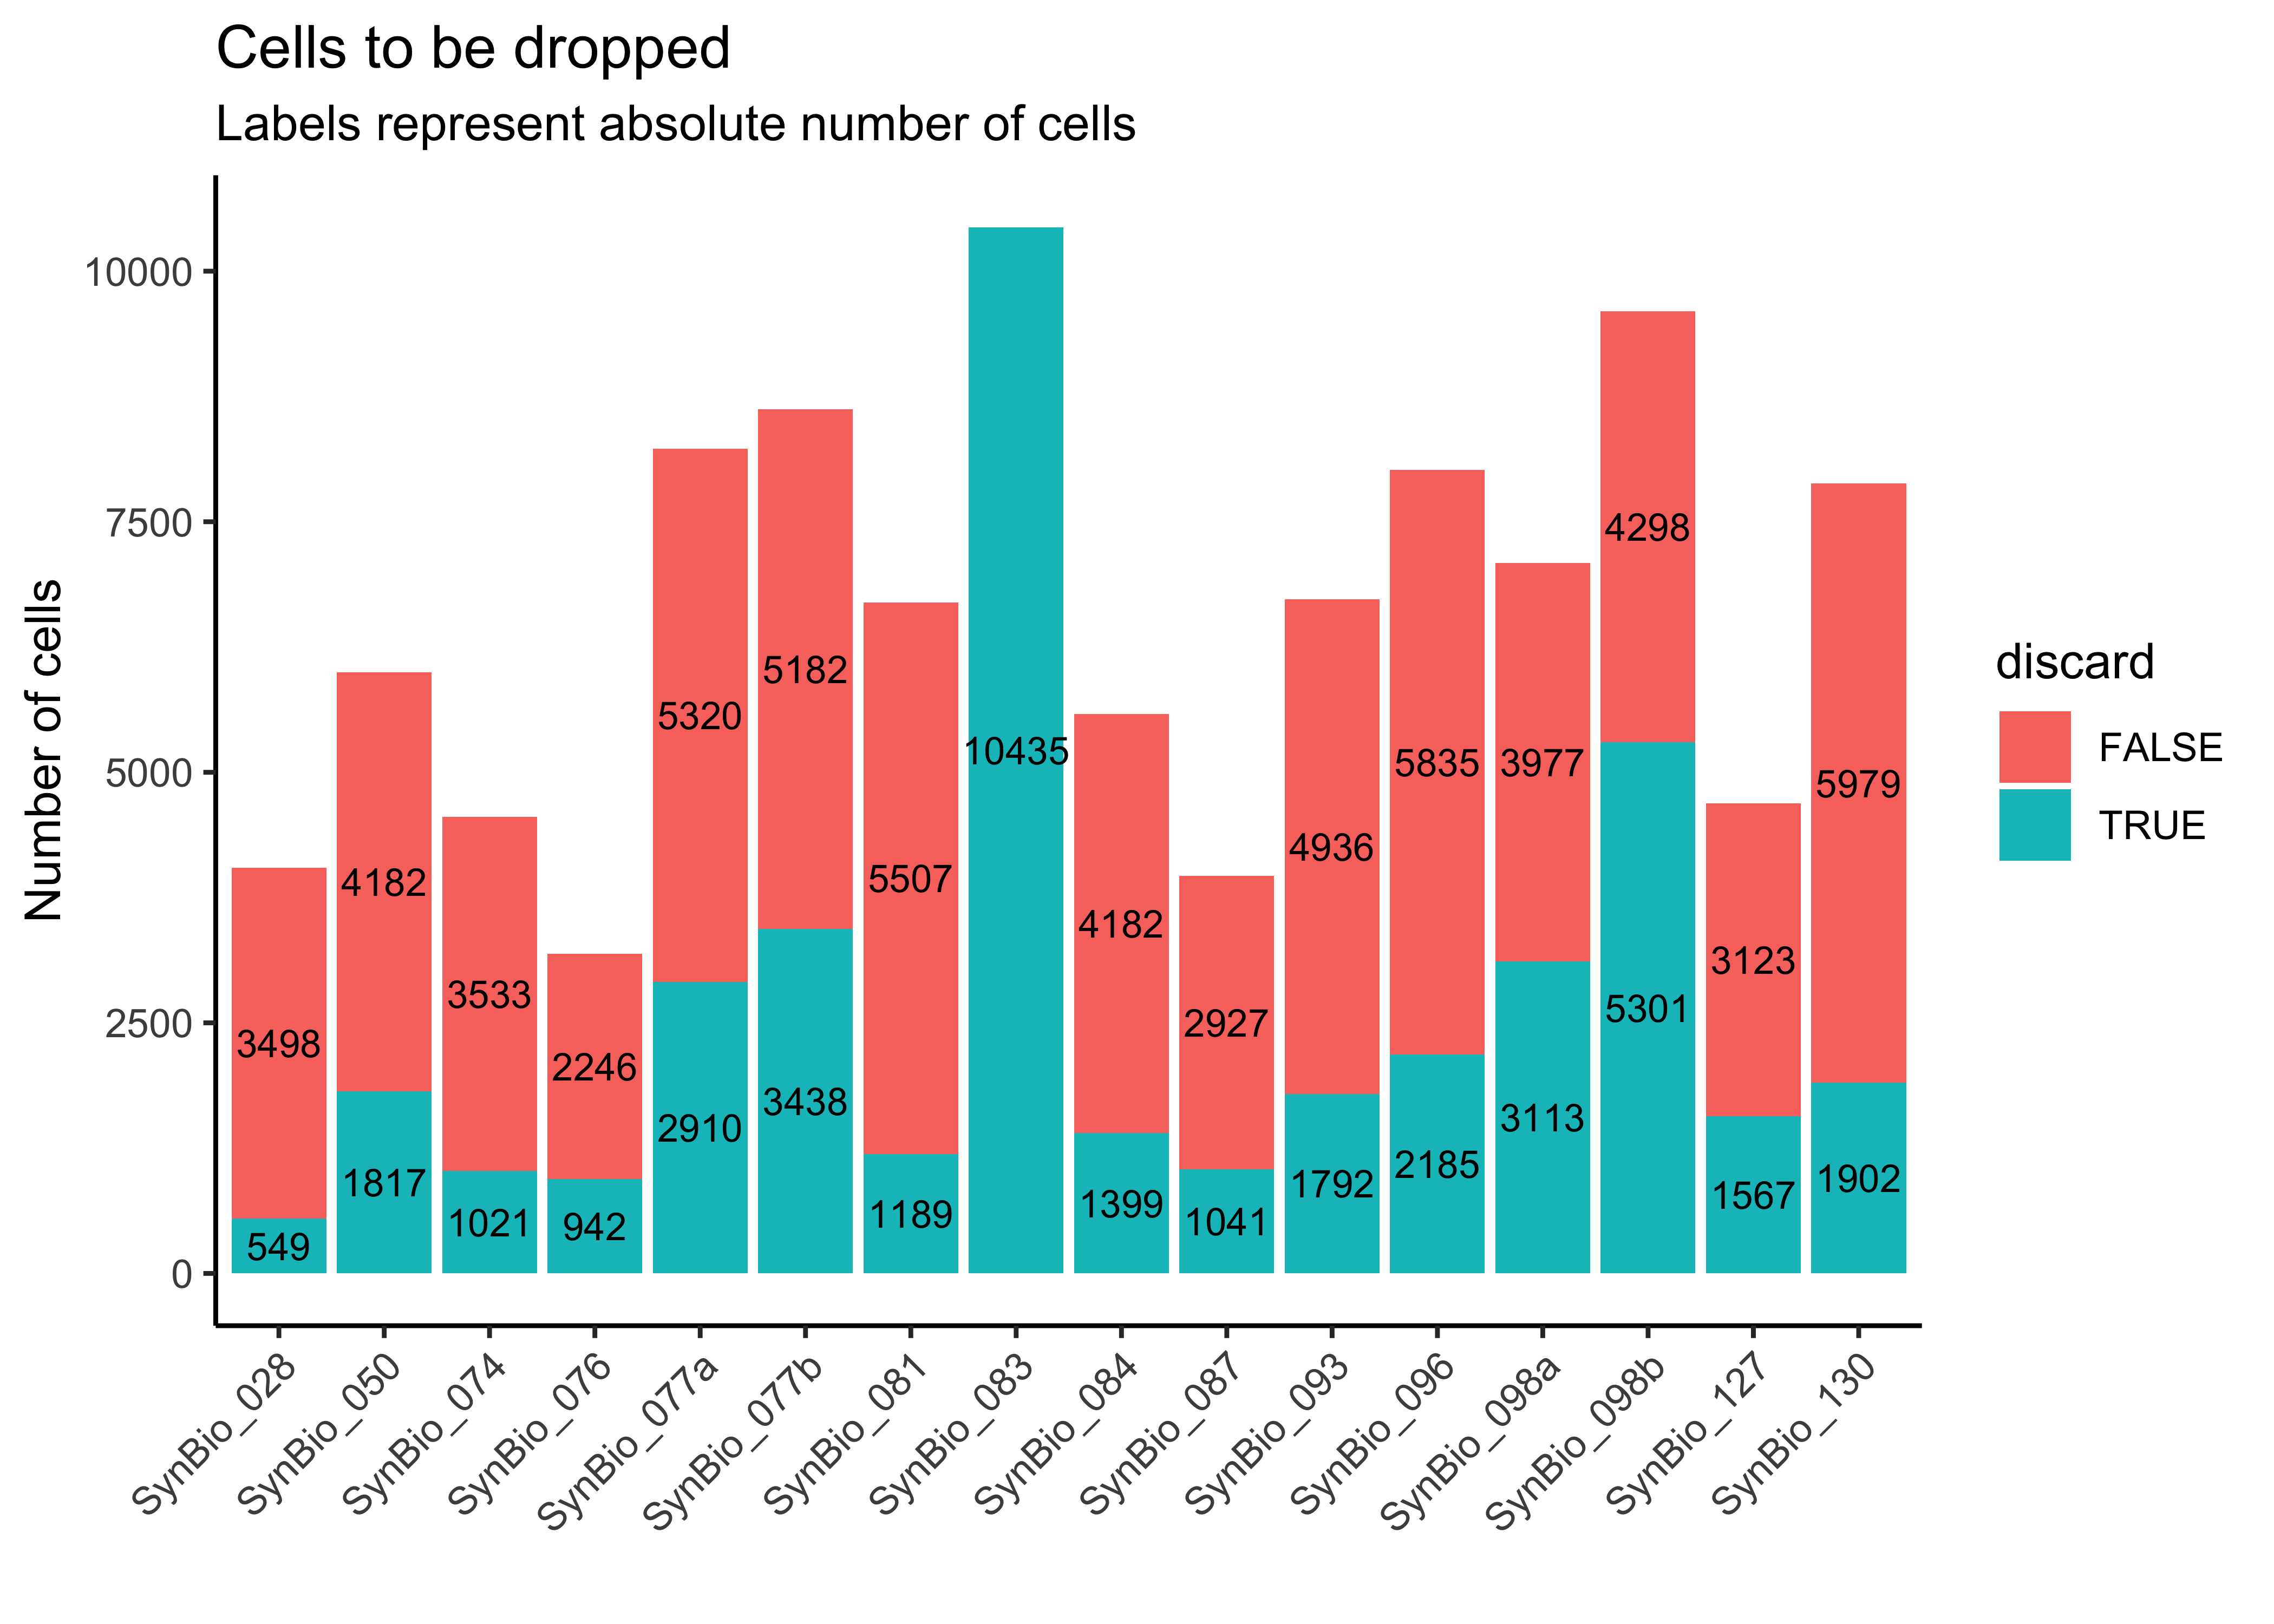 Cells to be dropped
Labels represent absolute number of cells
Number of cells
10000
7500
5000
2500
0
3498
549
4182
1817
3533
1021
2246
942
5320
2910
5182
3438
5507
1189
10435
4182
1399
2927
1041
4936
1792
5835
2185
3977
3113
4298
5301
3123
1567
5979
1902
SynBio_028
SynBio_050
SynBio_074
SynBio_076
SynBio_077a
SynBio_077b
SynBio_081
SynBio_083
SynBio_084
SynBio_087
SynBio_093
SynBio_096
SynBio_098a
SynBio_098b
SynBio_127
SynBio_130
discard
FALSE
TRUE